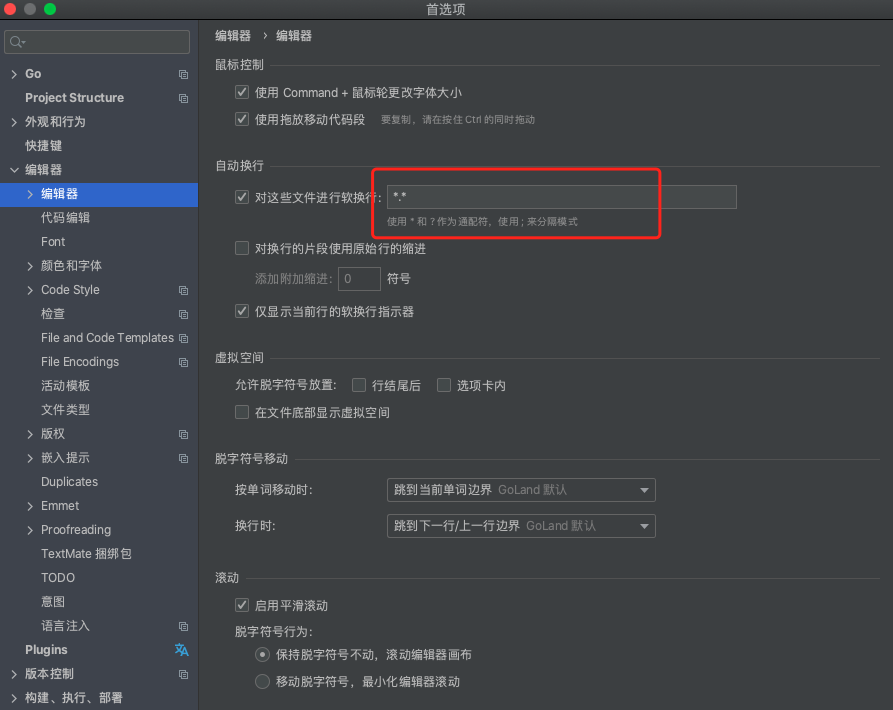 首选项
Go
Project Structure
外观和行为
快捷键
编辑器
编辑器
代码编辑
Font
颜色和字体
Code Style
检查
File and Code Templates
File Encodings
活动模板
文件类型
版权
嵌入提示
Duplicates
Emmet
Proofreading
TextMate 捆绑包
TODO
意图
语言注入
Plugins
版本控制
构建、执行、部署
编辑器 › 编辑器
鼠标控制
使用 Command + 鼠标轮更改字体大小
使用拖放移动代码段 要复制，请在按住 Ctrl 的同时拖动
自动换行
对这些文件进行软换行: *.*
使用 * 和 ? 作为通配符，使用 ; 来分隔模式
对换行的片段使用原始行的缩进
添加附加缩进: 0 符号
仅显示当前行的软换行指示器
虚拟空间
允许脱字符号放置: 行结尾后 选项卡内
在文件底部显示虚拟空间
脱字符号移动
按单词移动时: 跳到当前单词边界 GoLand 默认
换行时: 跳到下一行/上一行边界 GoLand 默认
滚动
启用平滑滚动
脱字符号行为:
保持脱字符号不动，滚动编辑器画布
移动脱字符号，最小化编辑器滚动